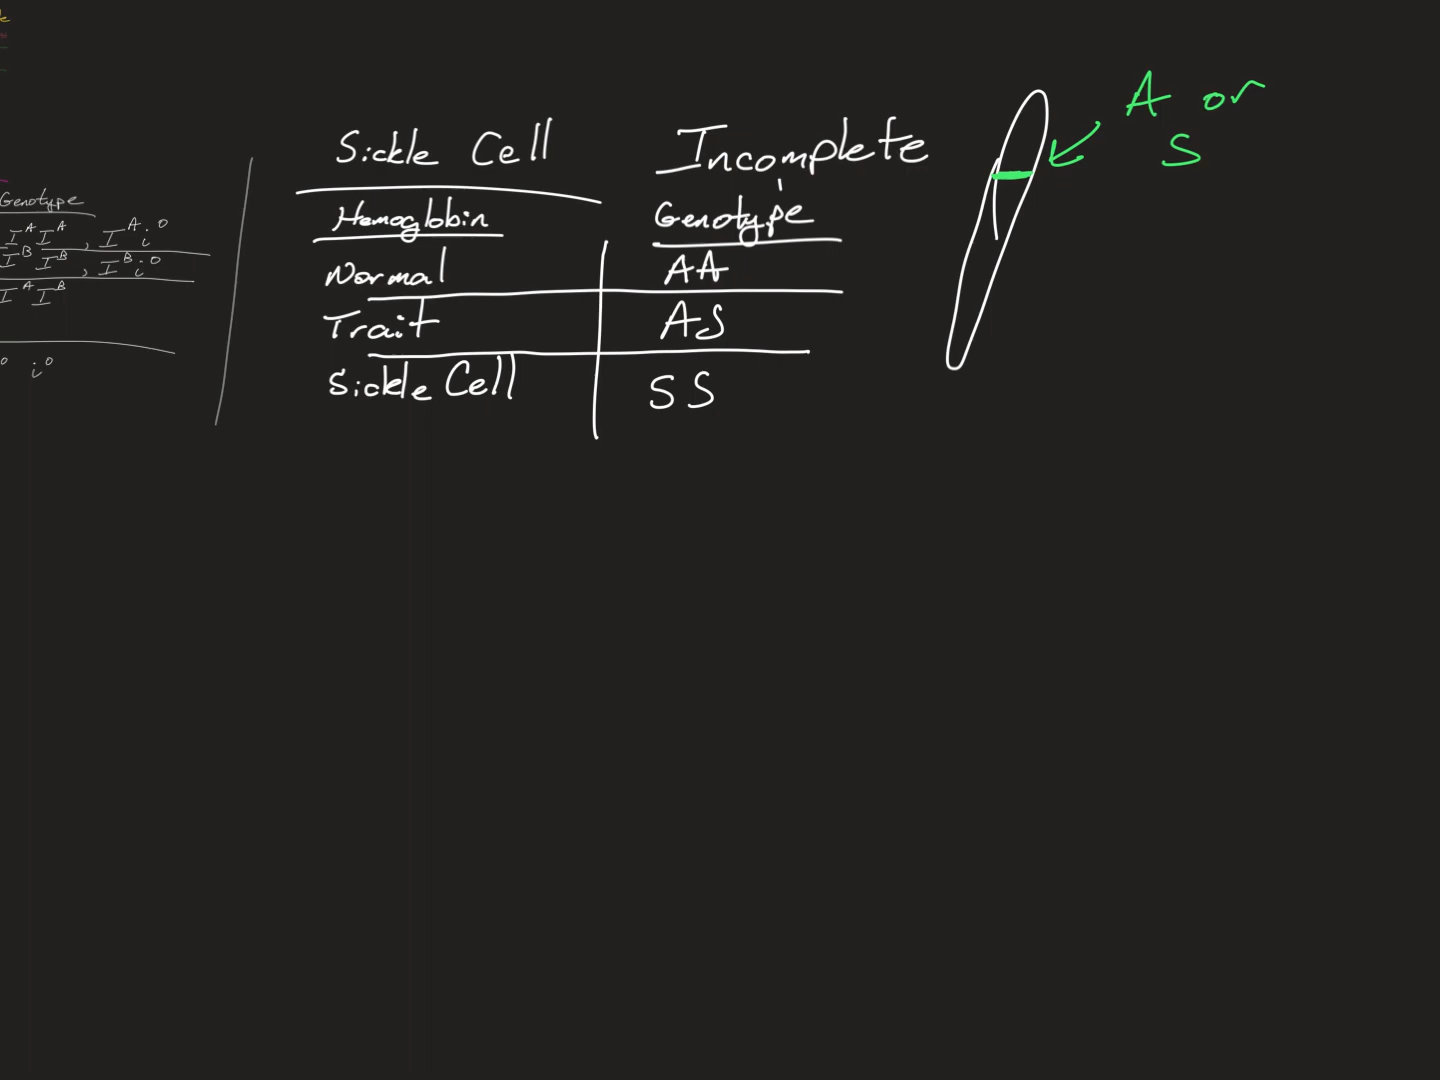 Genotype
I^A I^A, I^A i^o
I^B I^B, I^B i^o
I^A I^B
i^o
Sickle Cell Incomplete
Hemoglobin Genotype
Normal AA
Trait AS
Sickle Cell SS
A or
S